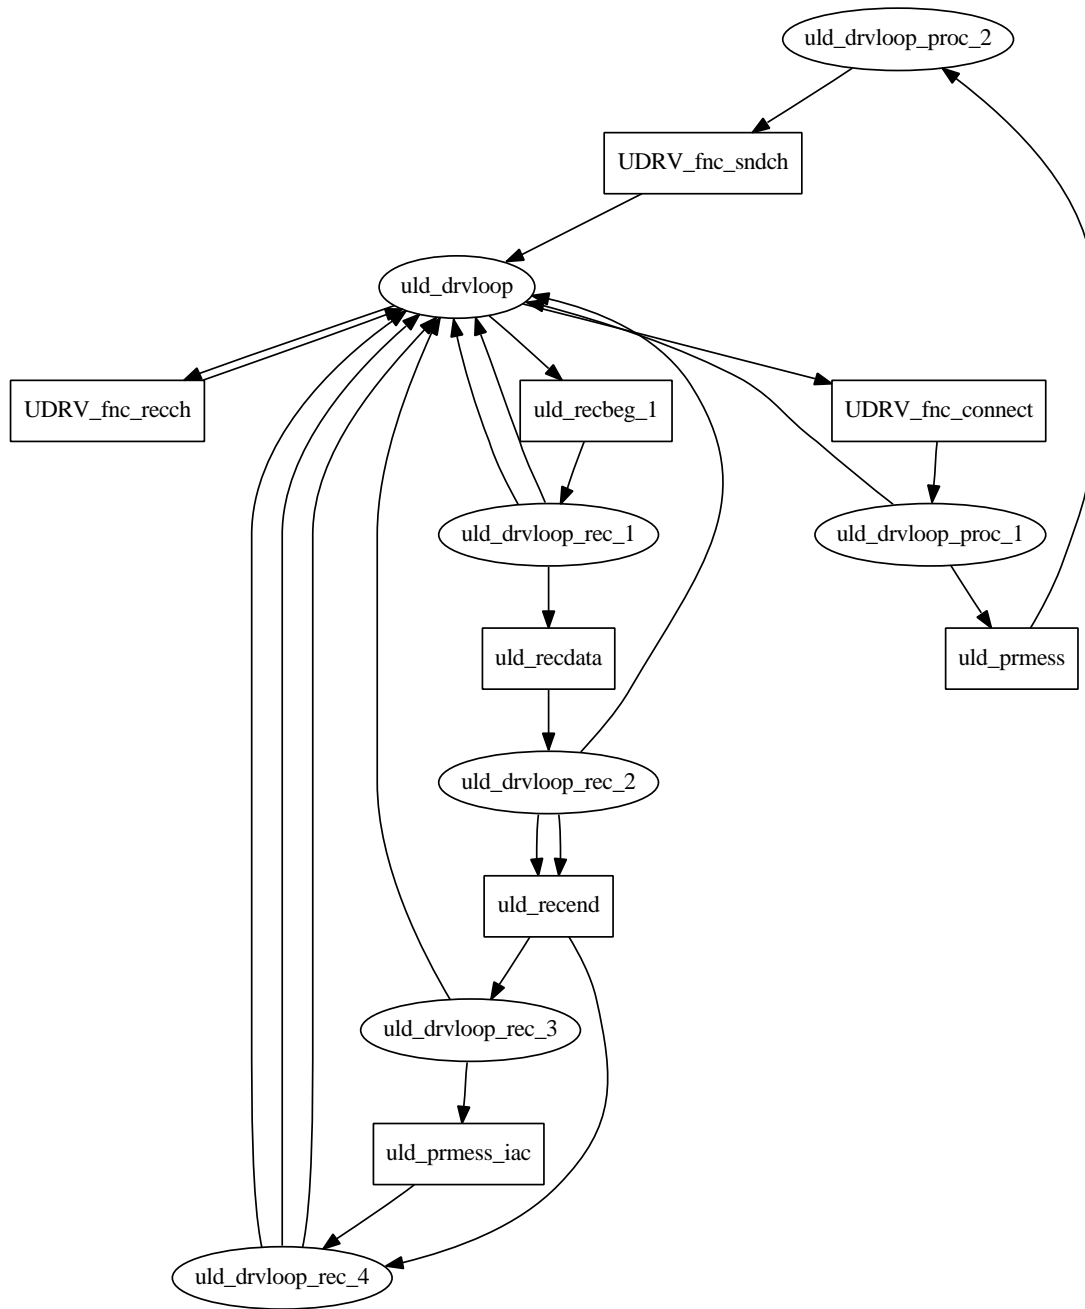 uld_drvloop_proc_2
UDRV_fnc_sndch
uld_drvloop
UDRV_fnc_recch
uld_recbeg_1
UDRV_fnc_connect
uld_drvloop_rec_1
uld_drvloop_proc_1
uld_recdata
uld_prmess
uld_drvloop_rec_2
uld_recend
uld_drvloop_rec_3
uld_prmess_iac
uld_drvloop_rec_4